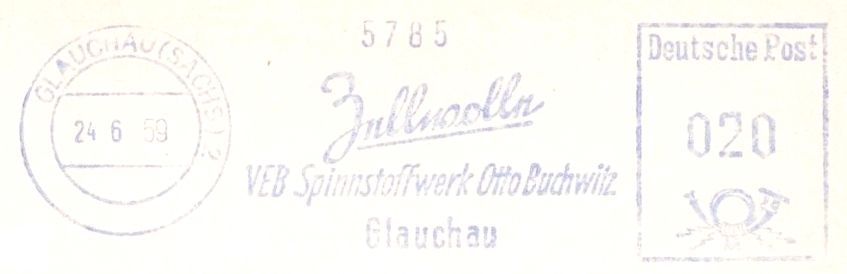 GLAUCHAU (SACHS) 2
24 6 59
5785
Zellwolle
VEB Spinnstoffwerk Otto Buchwitz
Glauchau
Deutsche Post
020